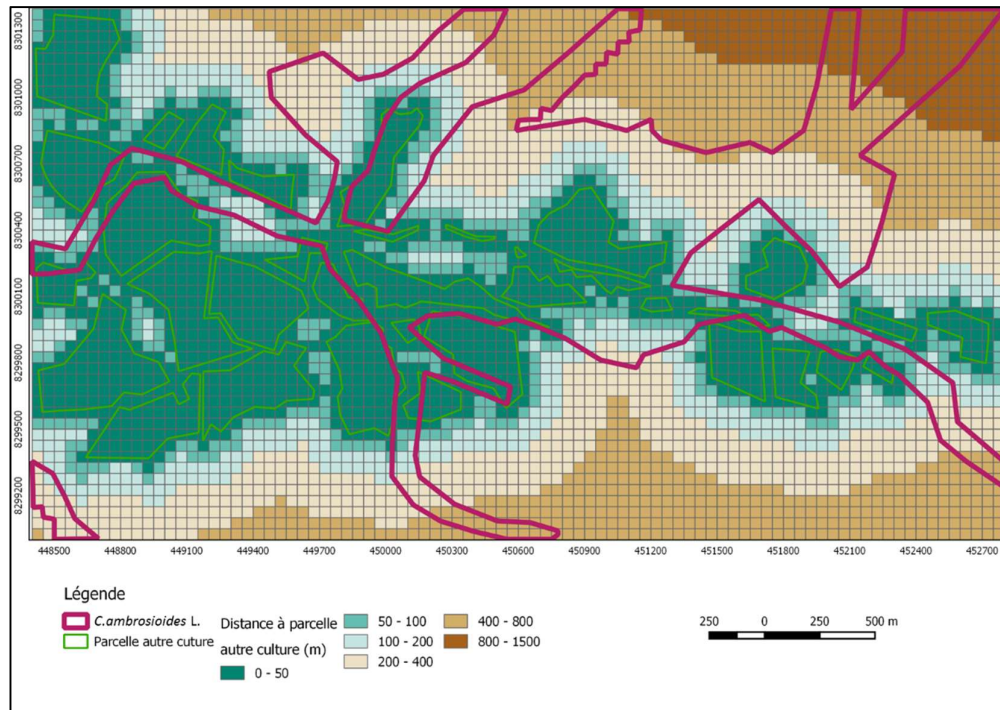 8301300
8301000
8300700
8300400
8300100
8299800
8299500
8299200
448500 448800 449100 449400 449700 450000 450300 450600 450900 451200 451500 451800 452100 452400 452700
Légende
C.ambrosioides L.
Parcelle autre cuture
Distance à parcelle
autre culture (m)
0 - 50
50 - 100
100 - 200
200 - 400
400 - 800
800 - 1500
250 0 250 500 m